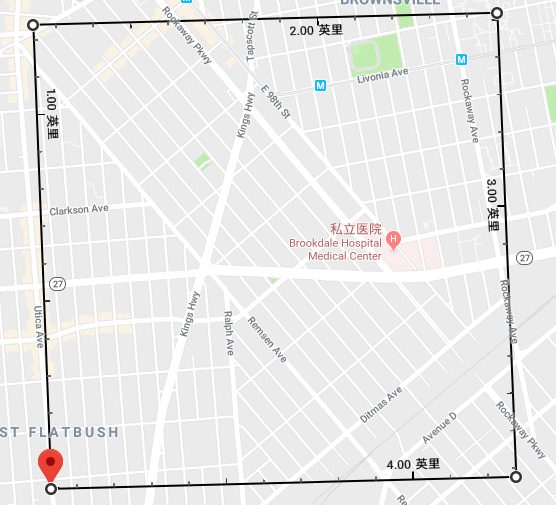 BROWNSVILLE
Rockaway Pkwy
Tapscott St
2.00 英里
M
Livonia Ave
M
E 98th St
1.00 英里
Kings Hwy
Rockaway Ave
3.00 英里
Clarkson Ave
私立医院
Brookdale Hospital
Medical Center
H
27
27
Utica Ave
Kings Hwy
Ralph Ave
Remsen Ave
Rockaway Ave
Ditmas Ave
Avenue D
Rockaway Pkwy
ST FLATBUSH
4.00 英里